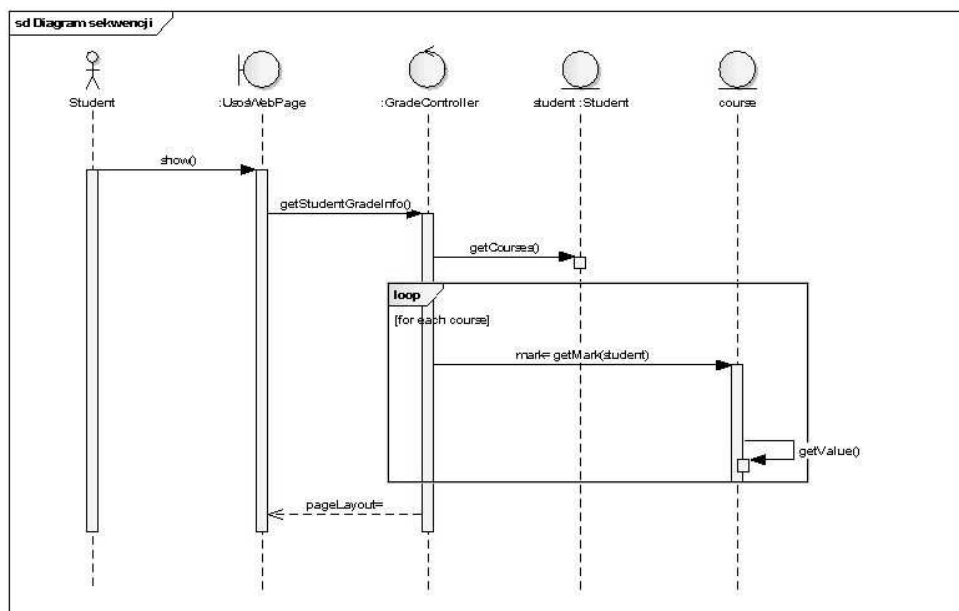 sd Diagram sekwencji
Student
:UsosWebPage
:GradeController
student :Student
course
show()
getStudentGradeInfo()
getCourses()
loop
[for each course]
mark= getMark(student)
getValue()
pageLayout=